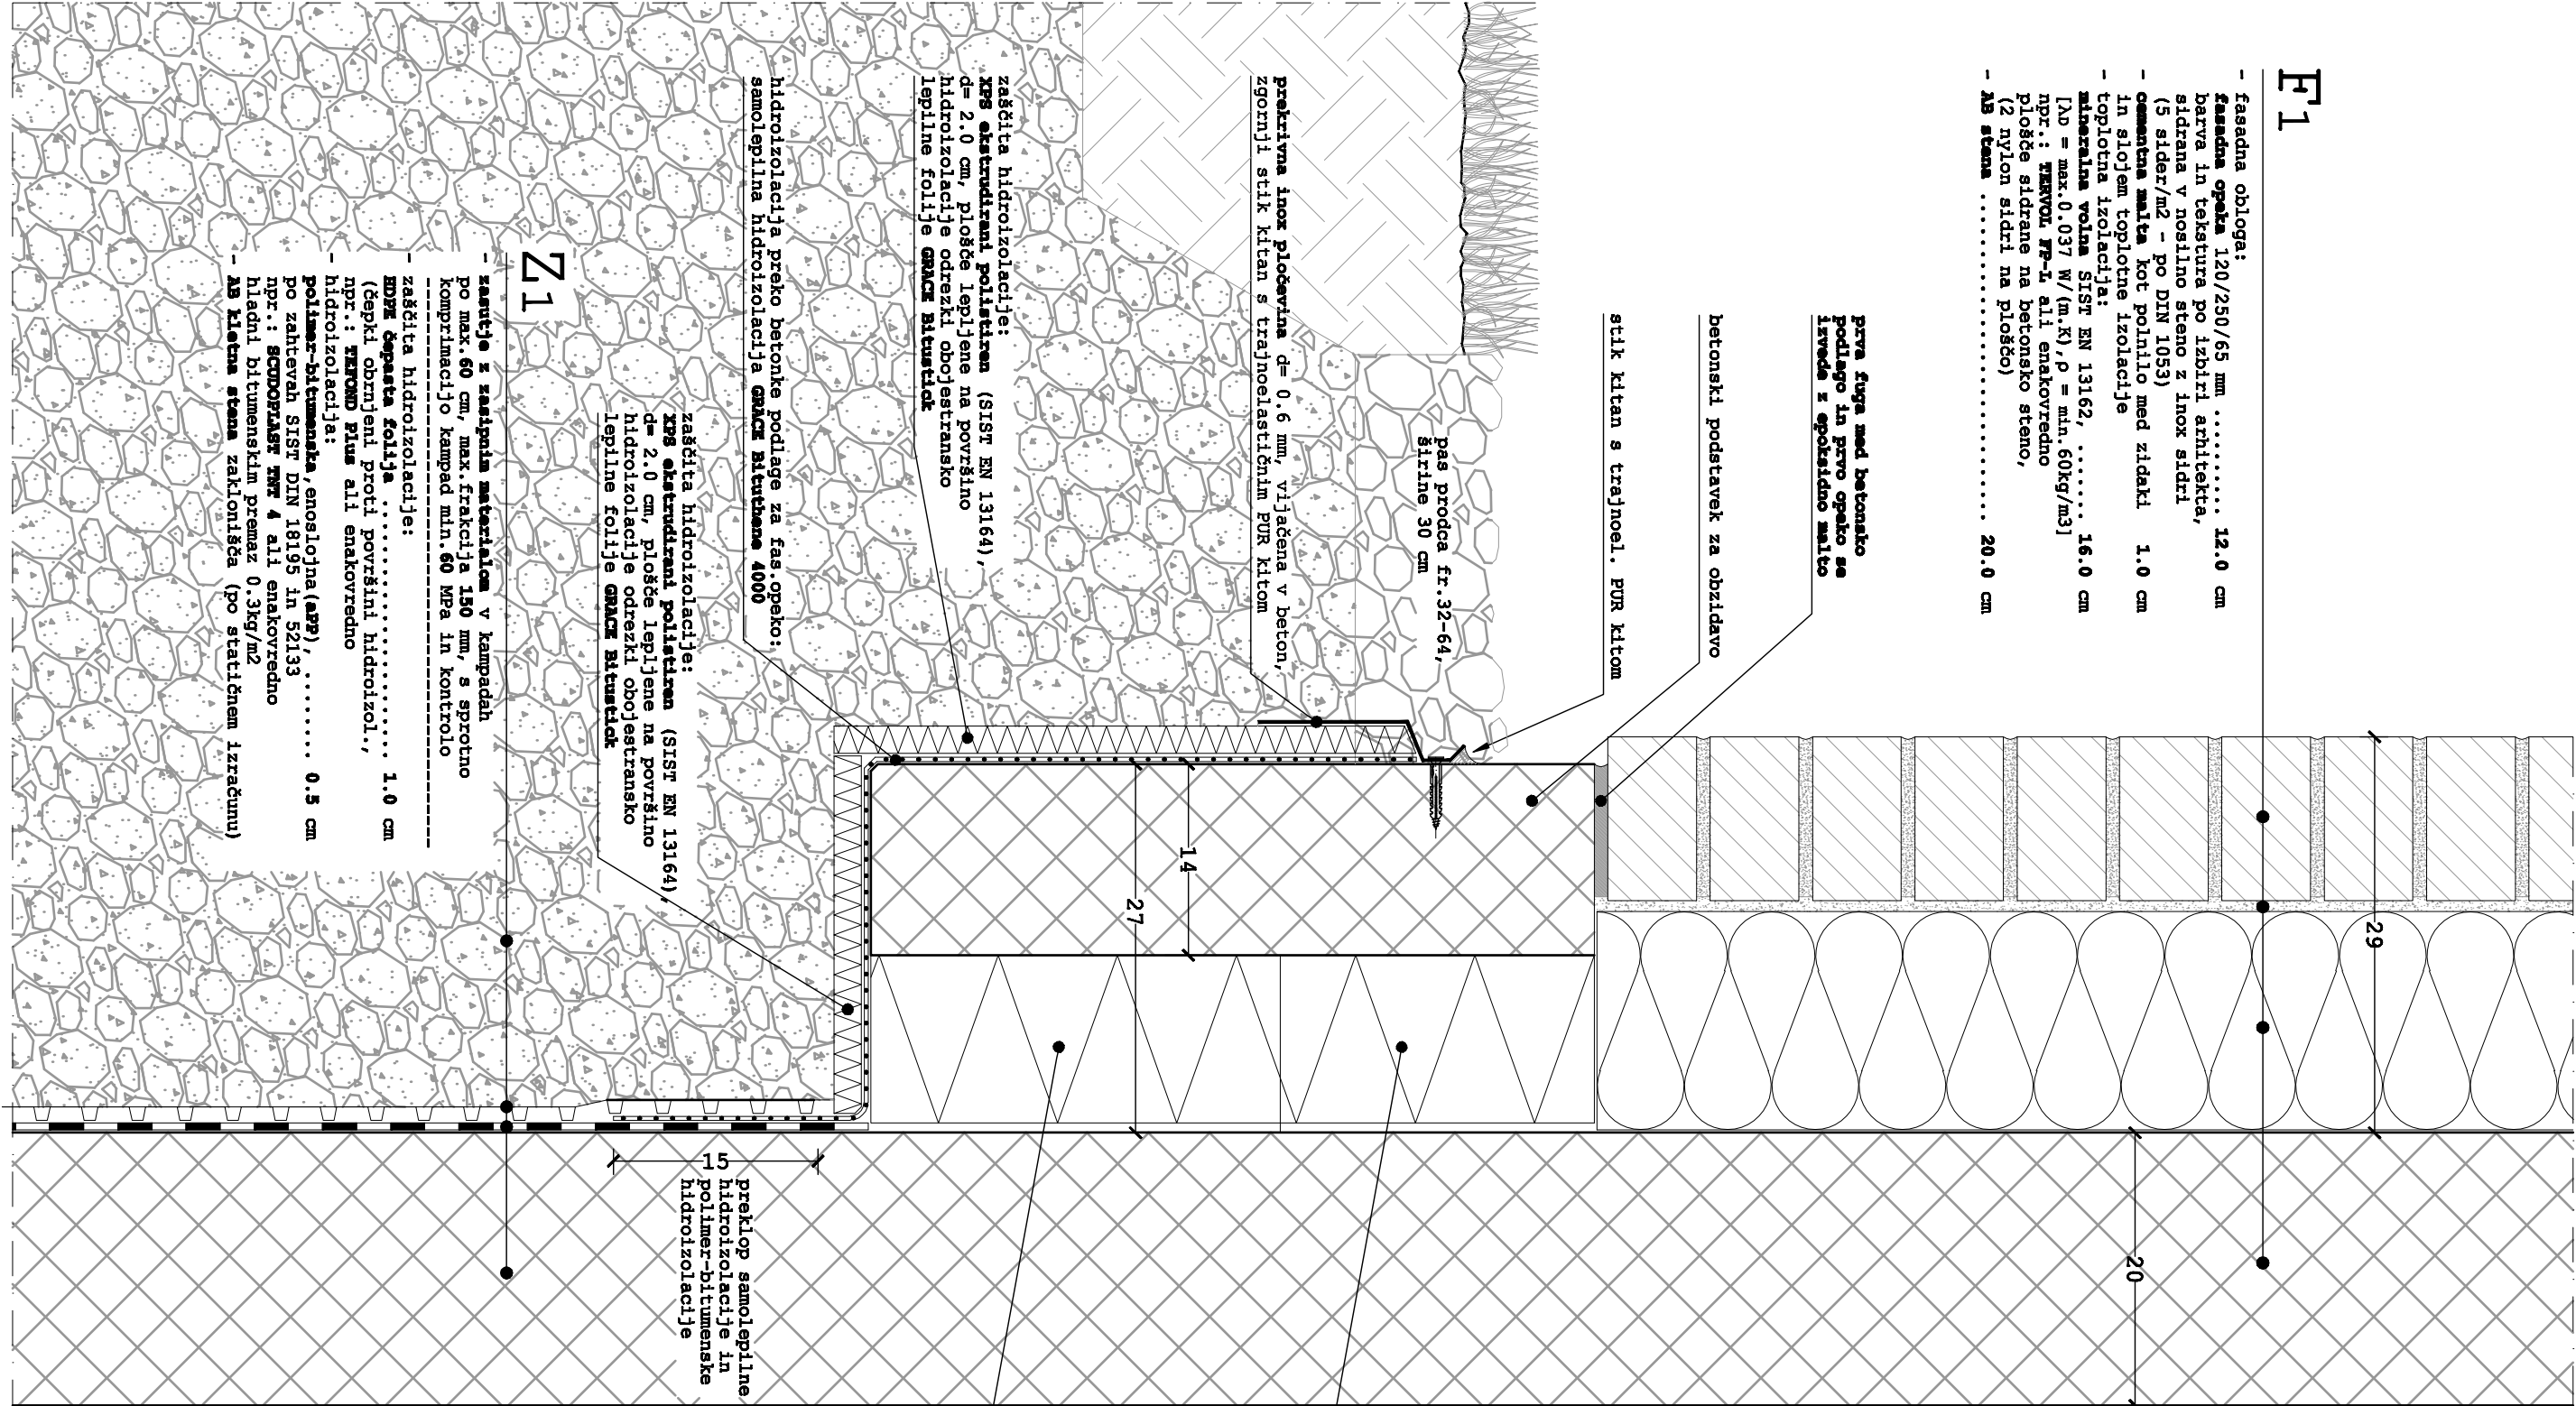 F1
- fasadna obloga:
fasadna opeka 120/250/65 mm .......... 12.0 cm
barva in tekstura po izbiri arhitekta,
sidrana v nosilno steno z inox sidri
(5 sider/m2 - po DIN 1053)
- cementna malta kot polnilo med zidaki 1.0 cm
in slojem toplotne izolacije
- toplotna izolacija:
mineralna volna SIST EN 13162, ....... 16.0 cm
[λD = max.0.037 W/(m.K),ρ = min.60kg/m3]
npr.: TERVOL FP-L ali enakovredno
plošče sidrane na betonsko steno,
(2 nylon sidri na ploščo)
- AB stena ............................. 20.0 cm
prva fuga med betonsko
podlago in prvo opeko se
izvede z epoksidno malto
betonski podstavek za obzidavo
stik kitan s trajnoel. PUR kitom
pas prodca fr.32-64,
širine 30 cm
prekrivna inox pločevina d= 0.6 mm, vijačena v beton,
zgornji stik kitan s trajnoelastičnim PUR kitom
zaščita hidroizolacije:
XPS ekstrudirani polistiren (SIST EN 13164),
d= 2.0 cm, plošče lepljene na površino
hidroizolacije odrezki obojestransko
lepilne folije GRACE Bitustick
hidroizolacija preko betonke podlage za fas.opeko:
samolepilna hidroizolacija GRACE Bituthene 4000
zaščita hidroizolacije:
XPS ekstrudirani polistiren (SIST EN 13164),
d= 2.0 cm, plošče lepljene na površino
hidroizolacije odrezki obojestransko
lepilne folije GRACE Bitustick
Z1
- zasutje z zasipnim materialom v kampadah
po max.60 cm, max.frakcija 150 mm, s sprotno
komprimacijo kampad min.60 MPa in kontrolo
- zaščita hidroizolacije:
HDPE čepasta folija ................... 1.0 cm
(čepki obrnjeni proti površini hidroizol.,
npr.: TEFOND Plus ali enakovredno
- hidroizolacija:
polimer-bitumenska,enoslojna(aPP), ........ 0.5 cm
po zahtevah SIST DIN 18195 in 52133
npr.: SCUDOPLAST TNT 4 ali enakovredno
hladni bitumenskim premaz 0.3kg/m2
- AB kletna stena zaklonišča (po statičnem izračunu)
29
20
14
27
15
preklop samolepilne
hidroizolacije in
polimer-bitumenske
hidroizolacije